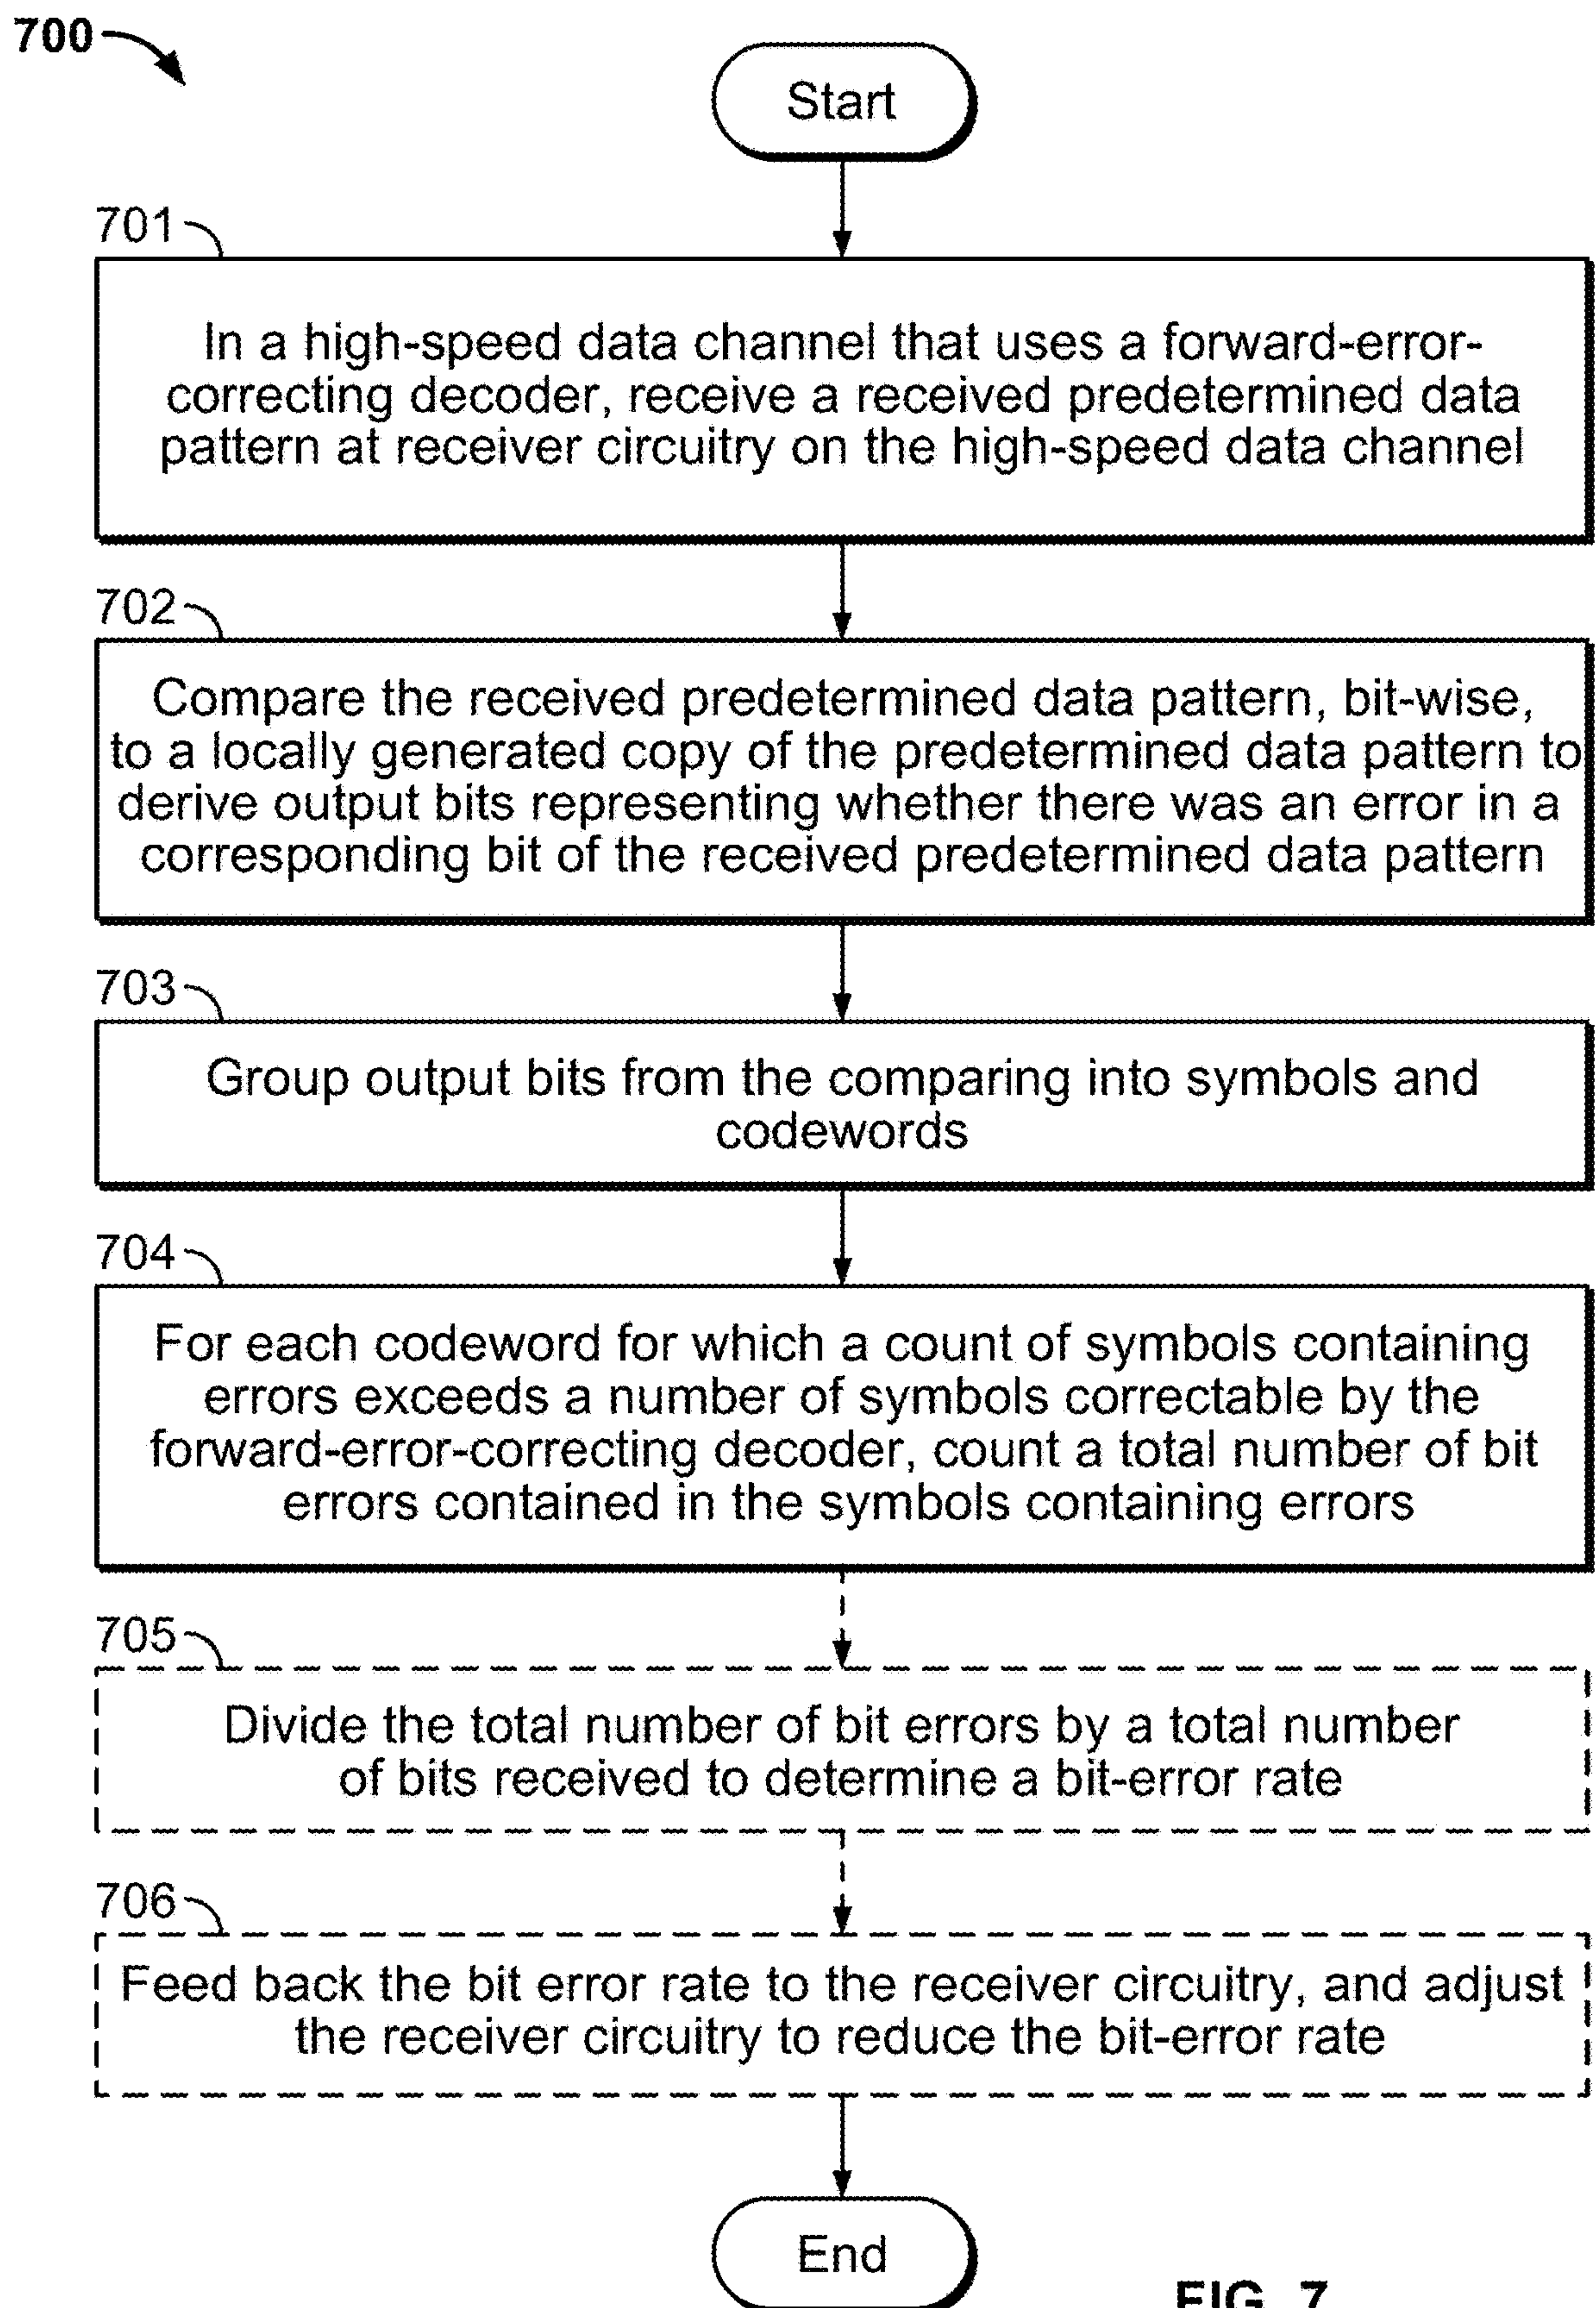 700
Start
701
In a high-speed data channel that uses a forward-error-
correcting decoder, receive a received predetermined data
pattern at receiver circuitry on the high-speed data channel
702
Compare the received predetermined data pattern, bit-wise,
to a locally generated copy of the predetermined data pattern to
derive output bits representing whether there was an error in a
corresponding bit of the received predetermined data pattern
703
Group output bits from the comparing into symbols and
codewords
704
For each codeword for which a count of symbols containing
errors exceeds a number of symbols correctable by the
forward-error-correcting decoder, count a total number of bit
errors contained in the symbols containing errors
705
Divide the total number of bit errors by a total number
of bits received to determine a bit-error rate
706
Feed back the bit error rate to the receiver circuitry, and adjust
the receiver circuitry to reduce the bit-error rate
End
FIG. 7